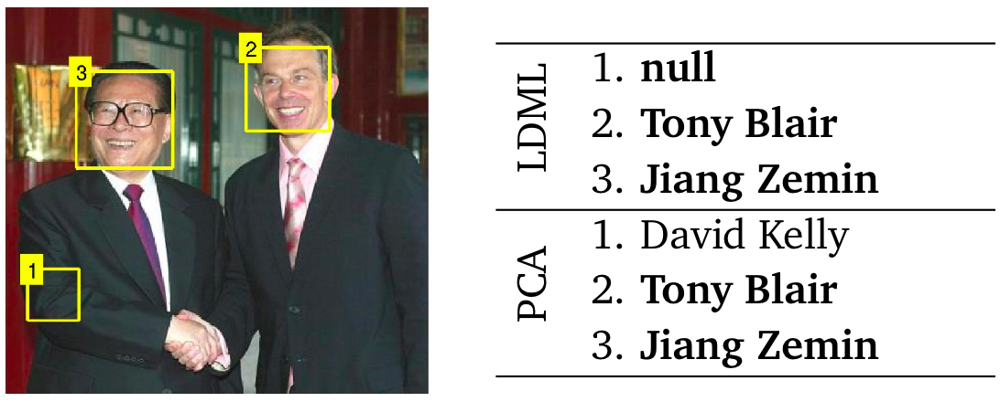 3
2
1
LDML
1. null
2. Tony Blair
3. Jiang Zemin
PCA
1. David Kelly
2. Tony Blair
3. Jiang Zemin